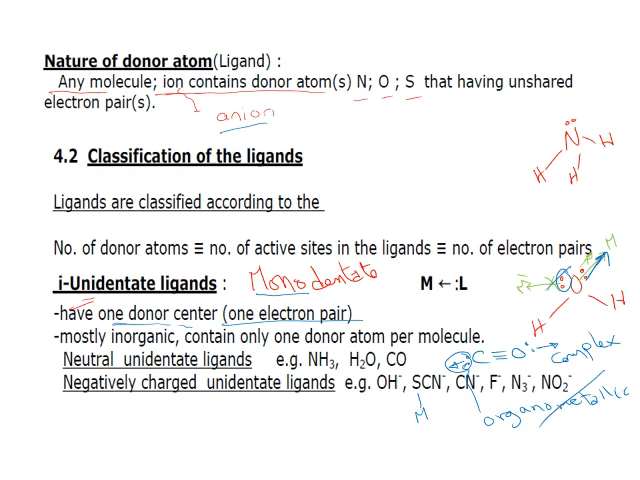 Nature of donor atom(Ligand) :
Any molecule; ion contains donor atom(s) N; O ; S that having unshared
electron pair(s).
anion
N
H
H
H
4.2 Classification of the ligands
Ligands are classified according to the
No. of donor atoms ≡ no. of active sites in the ligands ≡ no. of electron pairs
M
i-Unidentate ligands : Monodentate M ← :L
O
H
H
-have one donor center (one electron pair)
-mostly inorganic, contain only one donor atom per molecule.
Neutral unidentate ligands e.g. NH₃, H₂O, CO
C ≡ O: → Complex
Negatively charged unidentate ligands e.g. OH⁻, SCN⁻, CN⁻, F⁻, N₃⁻, NO₂⁻
M
organometallic